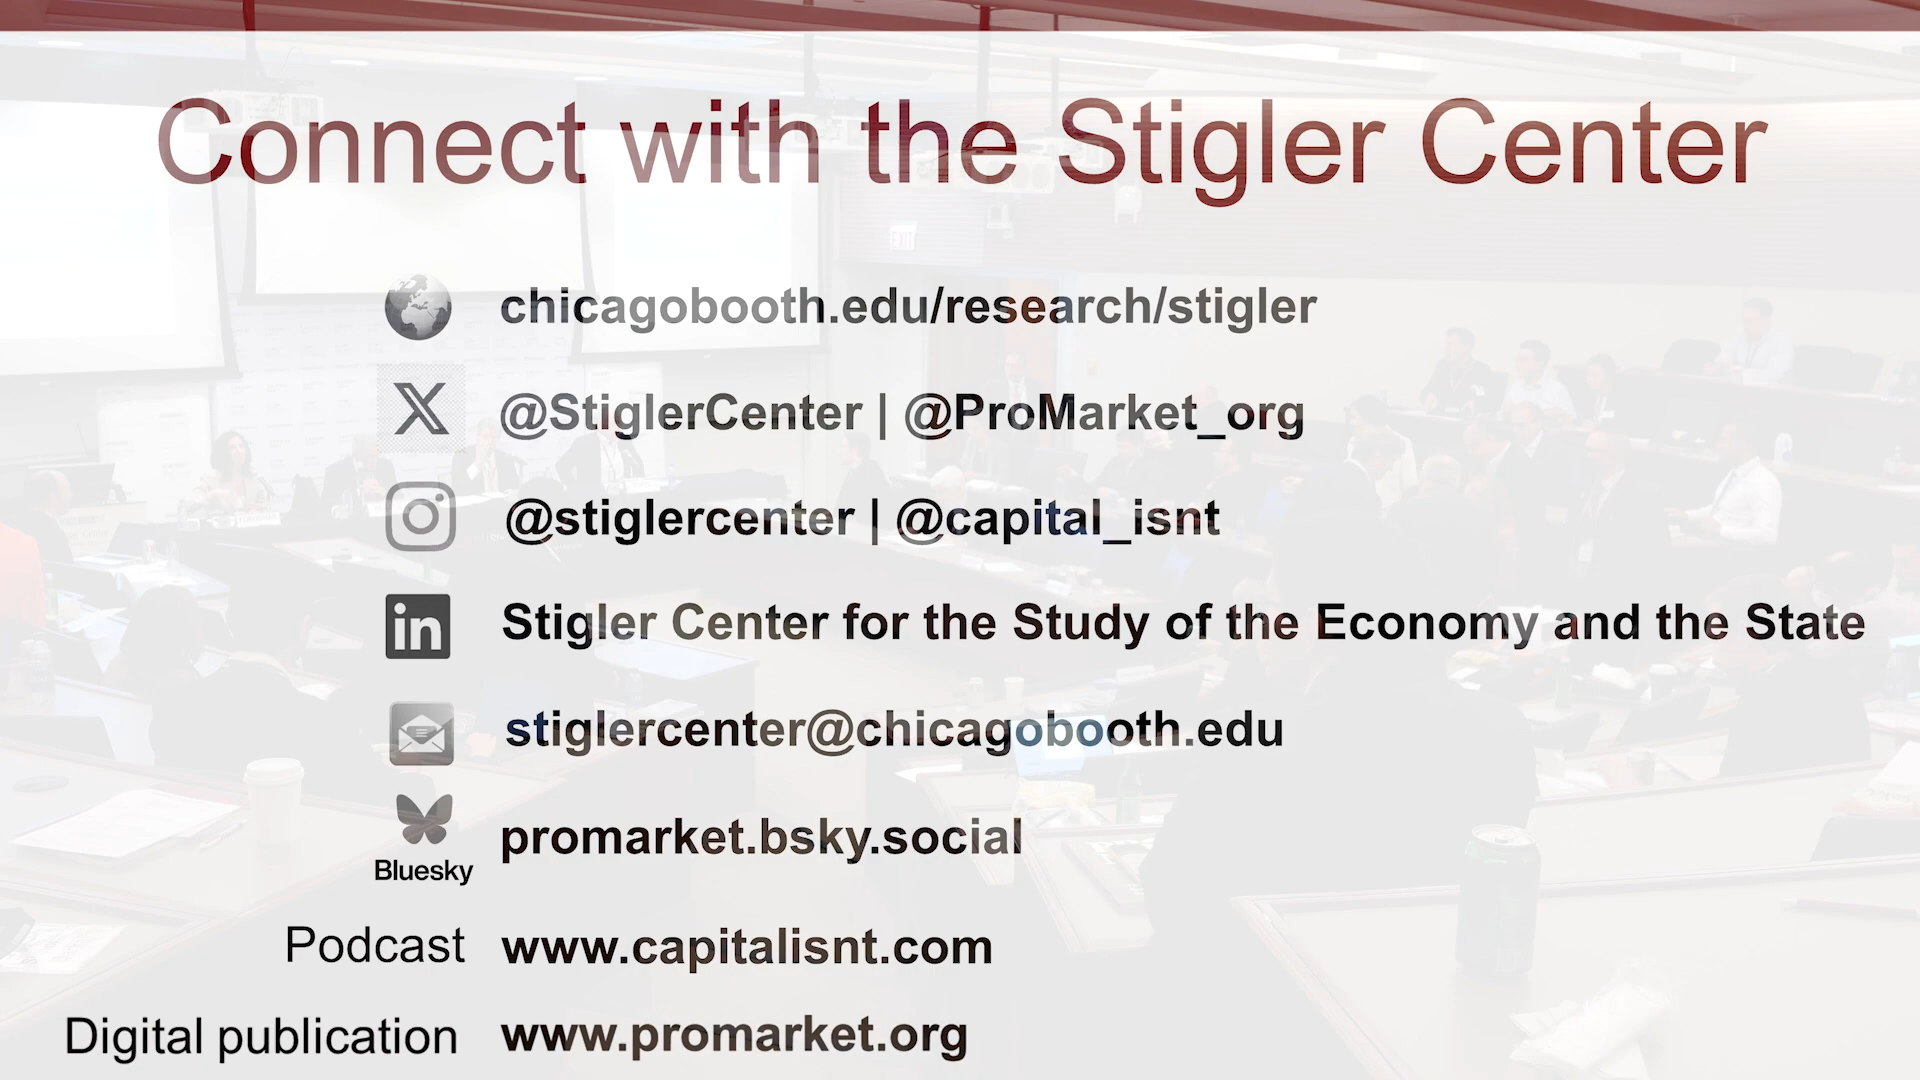 Connect with the Stigler Center
chicagobooth.edu/research/stigler
@StiglerCenter | @ProMarket_org
@stiglercenter | @capital_isnt
Stigler Center for the Study of the Economy and the State
stiglercenter@chicagobooth.edu
Bluesky promarket.bsky.social
Podcast www.capitalisnt.com
Digital publication www.promarket.org
EXIT